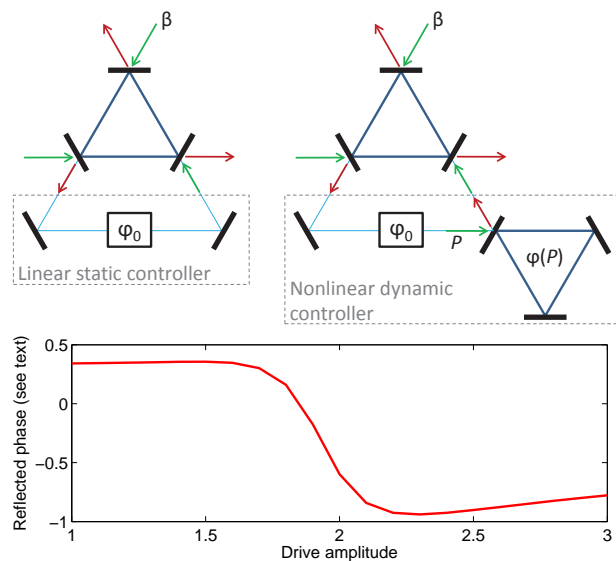 β
β
φ₀
Linear static controller
φ₀
P
φ(P)
Nonlinear dynamic
controller
Reflected phase (see text)
0.5
0
−0.5
−1
1
1.5
2
2.5
3
Drive amplitude